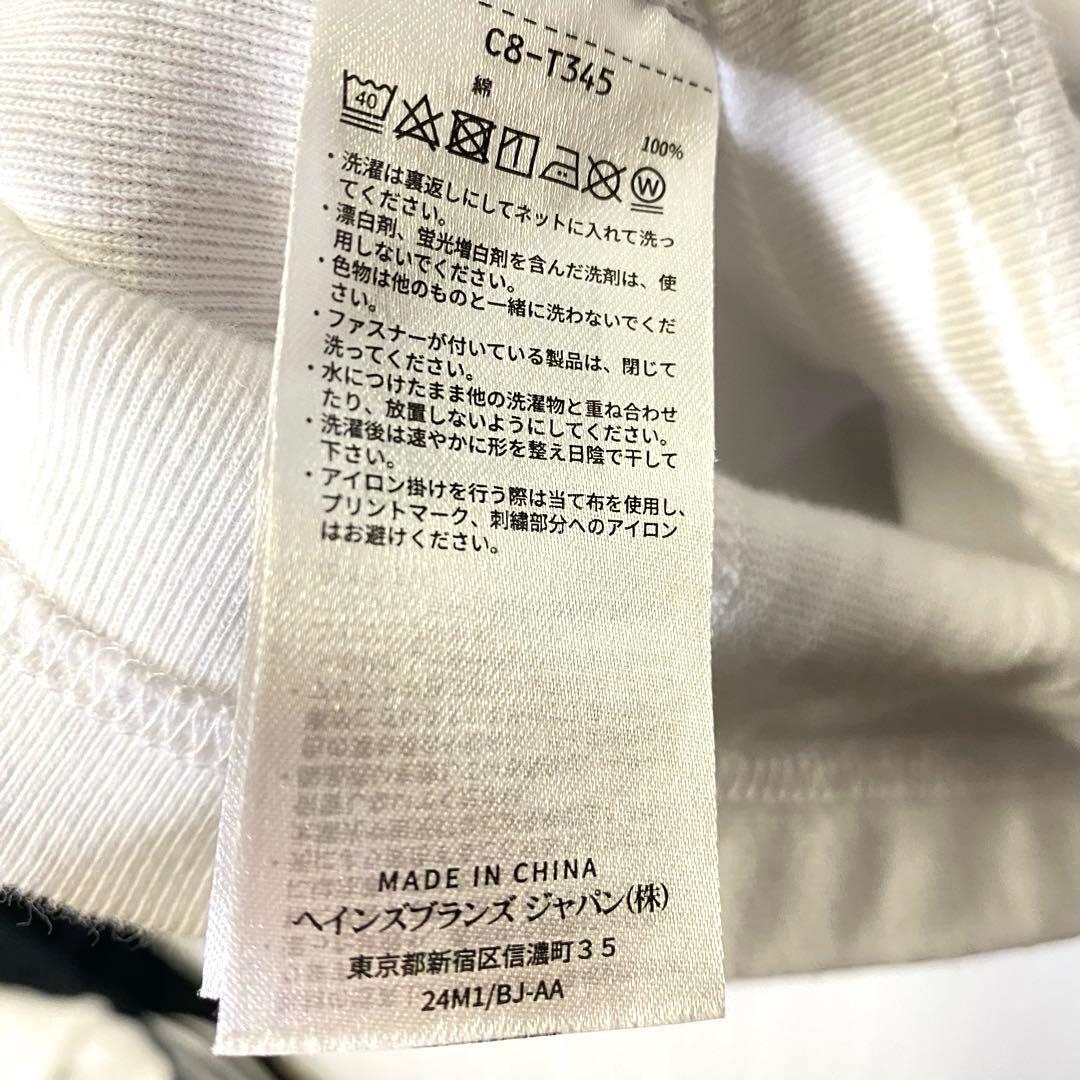 C8-T345
綿 100%
40 W
・洗濯は裏返しにしてネットに入れて洗っ
てください。
・漂白剤、蛍光増白剤を含んだ洗剤は、使
用しないでください。
・色物は他のものと一緒に洗わないでくだ
さい。
・ファスナーが付いている製品は、閉じて
洗ってください。
・水につけたまま他の洗濯物と重ね合わせ
たり、放置しないようにしてください。
・洗濯後は速やかに形を整え日陰で干して
下さい。
・アイロン掛けを行う際は当て布を使用し、
プリントマーク、刺繍部分へのアイロン
はお避けください。
MADE IN CHINA
ヘインズブランズ ジャパン(株)
東京都新宿区信濃町35
24M1/BJ-AA